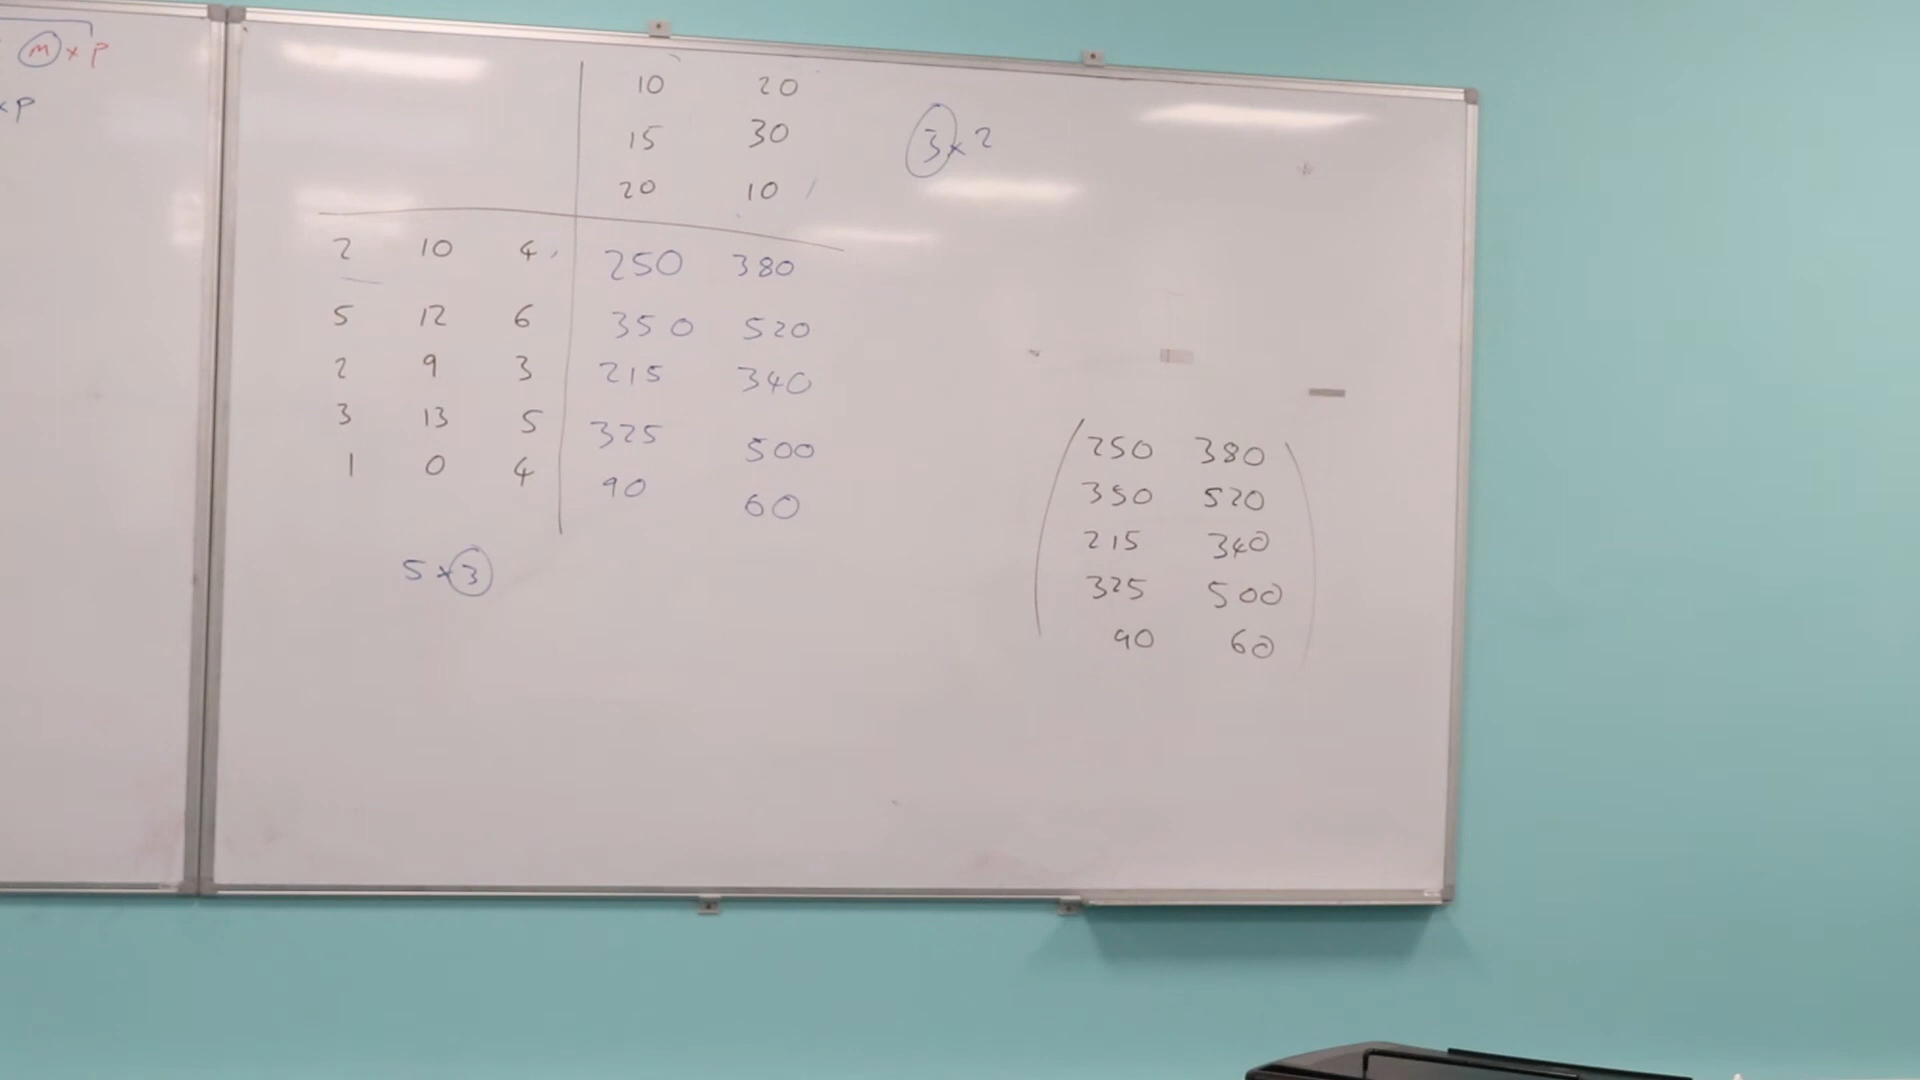 m x p
x p
10 20
15 30
20 10
3 x 2
2 10 4 250 380
5 12 6 350 520
2 9 3 215 340
3 13 5 325 500
1 0 4 90 60
5 x 3
250 380
350 520
215 340
325 500
90 60